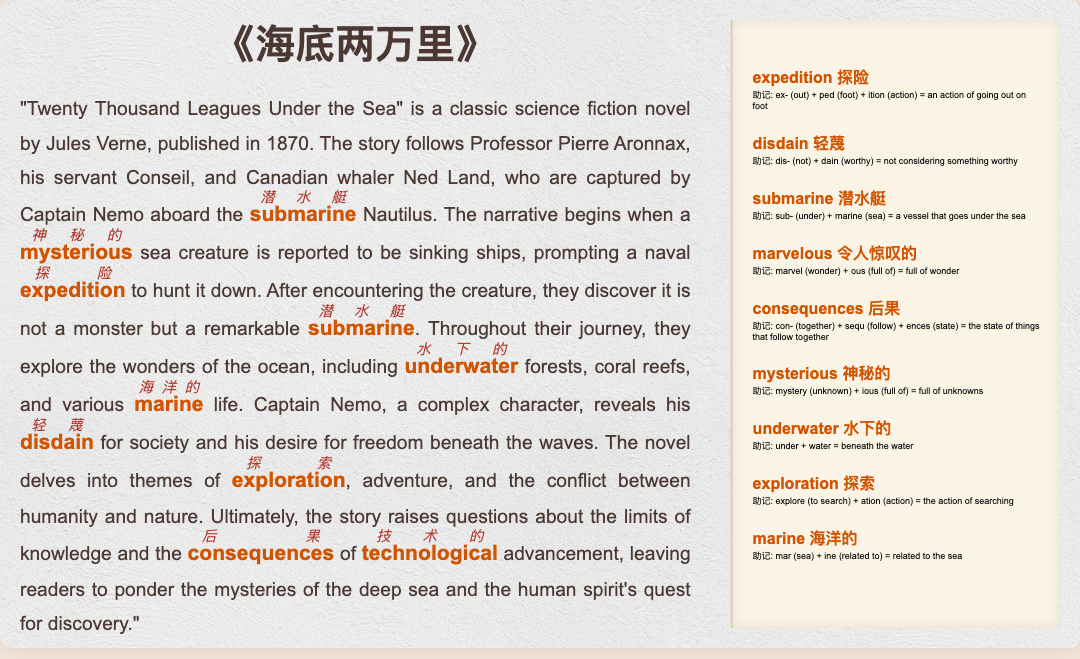 《海底两万里》
"Twenty Thousand Leagues Under the Sea" is a classic science fiction novel
by Jules Verne, published in 1870. The story follows Professor Pierre Aronnax,
his servant Conseil, and Canadian whaler Ned Land, who are captured by
潜水艇
Captain Nemo aboard the submarine Nautilus. The narrative begins when a
神秘的
mysterious sea creature is reported to be sinking ships, prompting a naval
探险
expedition to hunt it down. After encountering the creature, they discover it is
潜水艇
not a monster but a remarkable submarine. Throughout their journey, they
水下的
explore the wonders of the ocean, including underwater forests, coral reefs,
海洋的
and various marine life. Captain Nemo, a complex character, reveals his
轻蔑
disdain for society and his desire for freedom beneath the waves. The novel
探索
delves into themes of exploration, adventure, and the conflict between
humanity and nature. Ultimately, the story raises questions about the limits of
后果 技术的
knowledge and the consequences of technological advancement, leaving
readers to ponder the mysteries of the deep sea and the human spirit's quest
for discovery."
expedition 探险
助记: ex- (out) + ped (foot) + ition (action) = an action of going out on
foot
disdain 轻蔑
助记: dis- (not) + dain (worthy) = not considering something worthy
submarine 潜水艇
助记: sub- (under) + marine (sea) = a vessel that goes under the sea
marvelous 令人惊叹的
助记: marvel (wonder) + ous (full of) = full of wonder
consequences 后果
助记: con- (together) + sequ (follow) + ences (state) = the state of things
that follow together
mysterious 神秘的
助记: mystery (unknown) + ious (full of) = full of unknowns
underwater 水下的
助记: under + water = beneath the water
exploration 探索
助记: explore (to search) + ation (action) = the action of searching
marine 海洋的
助记: mar (sea) + ine (related to) = related to the sea